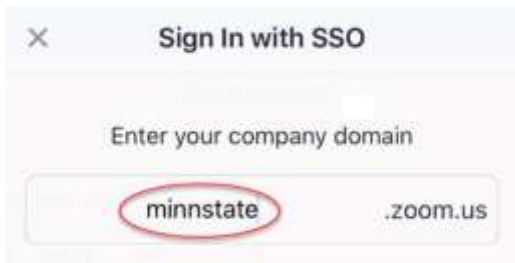 × Sign In with SSO
Enter your company domain
minnstate .zoom.us